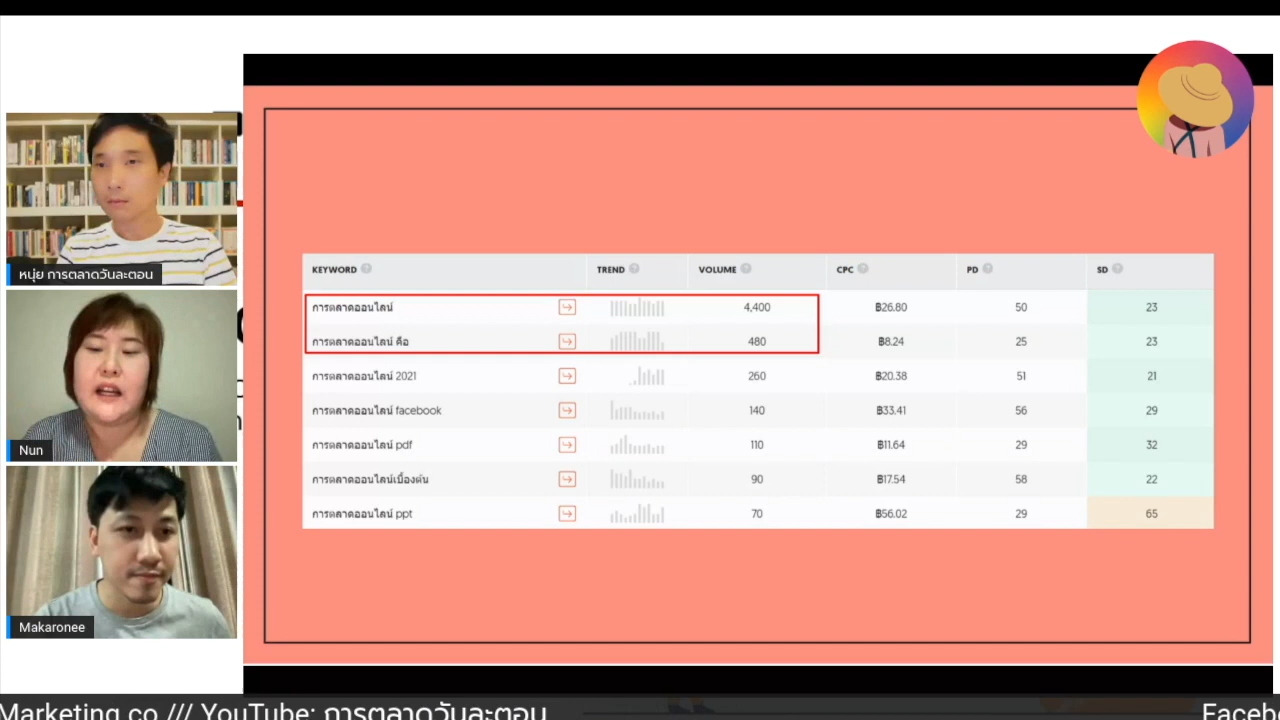 KEYWORD TREND VOLUME CPC PD SD
การตลาดออนไลน์ 4,400 ฿26.80 50 23
การตลาดออนไลน์ คือ 480 ฿8.24 25 23
การตลาดออนไลน์ 2021 260 ฿20.38 51 21
การตลาดออนไลน์ facebook 140 ฿33.41 56 29
การตลาดออนไลน์ pdf 110 ฿11.64 29 32
การตลาดออนไลน์เบื้องต้น 90 ฿17.54 58 22
การตลาดออนไลน์ ppt 70 ฿56.02 29 65
หนุ่ย การตลาดวันละตอน
Nun
Makaronee
Marketing.co /// YouTube: การตลาดวันละตอน
Faceb